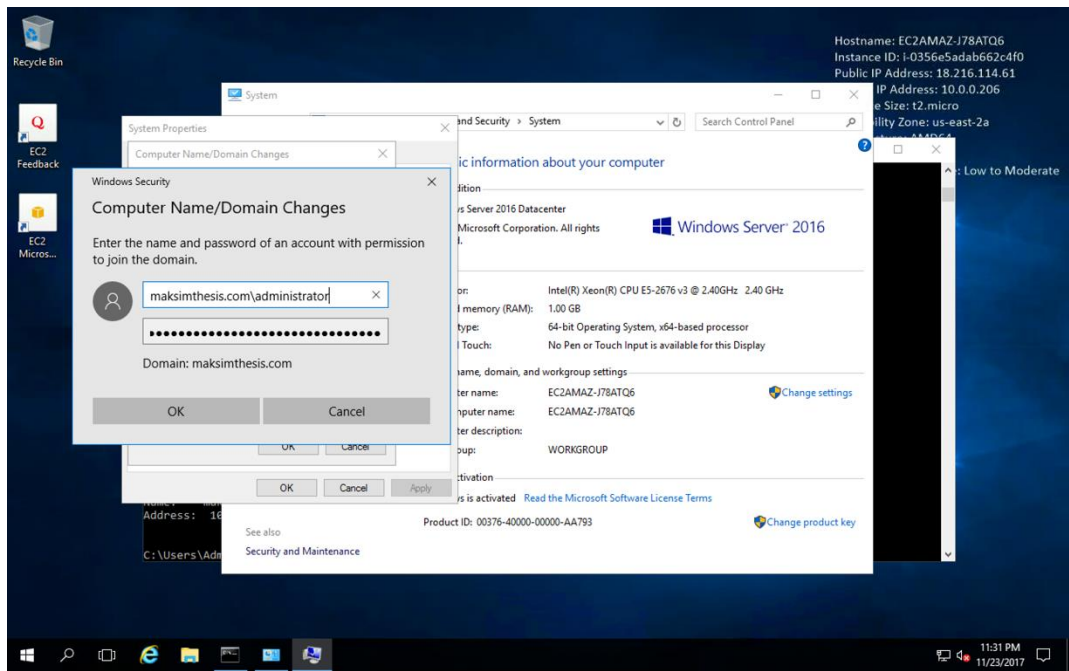 Recycle Bin
EC2
Feedback
EC2
Micros...
Hostname: EC2AMAZ-J78ATQ6
Instance ID: i-0356e5adab662c4f0
Public IP Address: 18.216.114.61
IP Address: 10.0.0.206
e Size: t2.micro
ility Zone: us-east-2a
: Low to Moderate
System
and Security › System
Search Control Panel
ic information about your computer
dition
vs Server 2016 Datacenter
Microsoft Corporation. All rights
d.
Windows Server® 2016
or: Intel(R) Xeon(R) CPU E5-2676 v3 @ 2.40GHz 2.40 GHz
memory (RAM): 1.00 GB
type: 64-bit Operating System, x64-based processor
Touch: No Pen or Touch Input is available for this Display
name, domain, and workgroup settings
ter name: EC2AMAZ-J78ATQ6
Change settings
mputer name: EC2AMAZ-J78ATQ6
ter description:
oup: WORKGROUP
ctivation
vs is activated Read the Microsoft Software License Terms
Product ID: 00376-40000-00000-AA793
Change product key
See also
Security and Maintenance
System Properties
Computer Name/Domain Changes
Windows Security
Computer Name/Domain Changes
Enter the name and password of an account with permission
to join the domain.
maksimthesis.com\administrator
Domain: maksimthesis.com
OK Cancel
OK Cancel
OK Cancel Apply
Address: 10
C:\Users\Adm
11:31 PM
11/23/2017